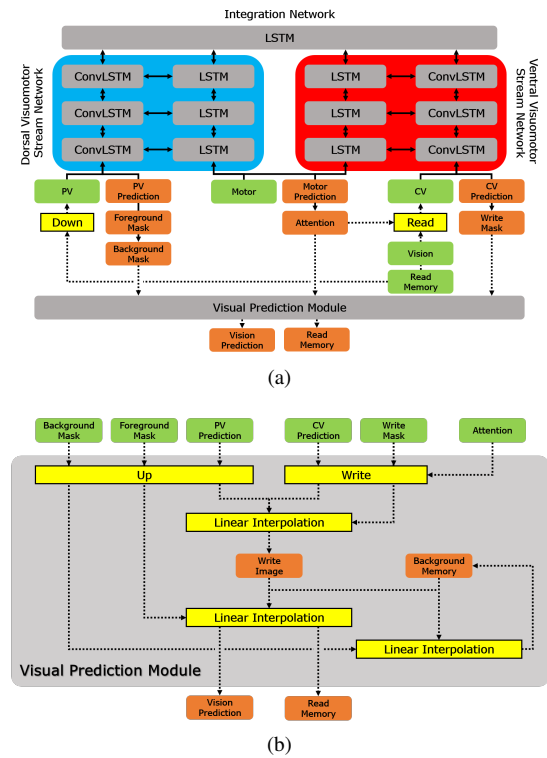 Integration Network
LSTM
Dorsal Visuomotor
Stream Network
Ventral Visuomotor
Stream Network
ConvLSTM
LSTM
LSTM
ConvLSTM
ConvLSTM
LSTM
LSTM
ConvLSTM
ConvLSTM
LSTM
LSTM
ConvLSTM
PV
PV
Prediction
Motor
Motor
Prediction
CV
CV
Prediction
Down
Foreground
Mask
Attention
Read
Write
Mask
Background
Mask
Vision
Read
Memory
Visual Prediction Module
Vision
Prediction
Read
Memory
(a)
Background
Mask
Foreground
Mask
PV
Prediction
CV
Prediction
Write
Mask
Attention
Up
Write
Linear Interpolation
Write
Image
Background
Memory
Linear Interpolation
Linear Interpolation
Visual Prediction Module
Vision
Prediction
Read
Memory
(b)